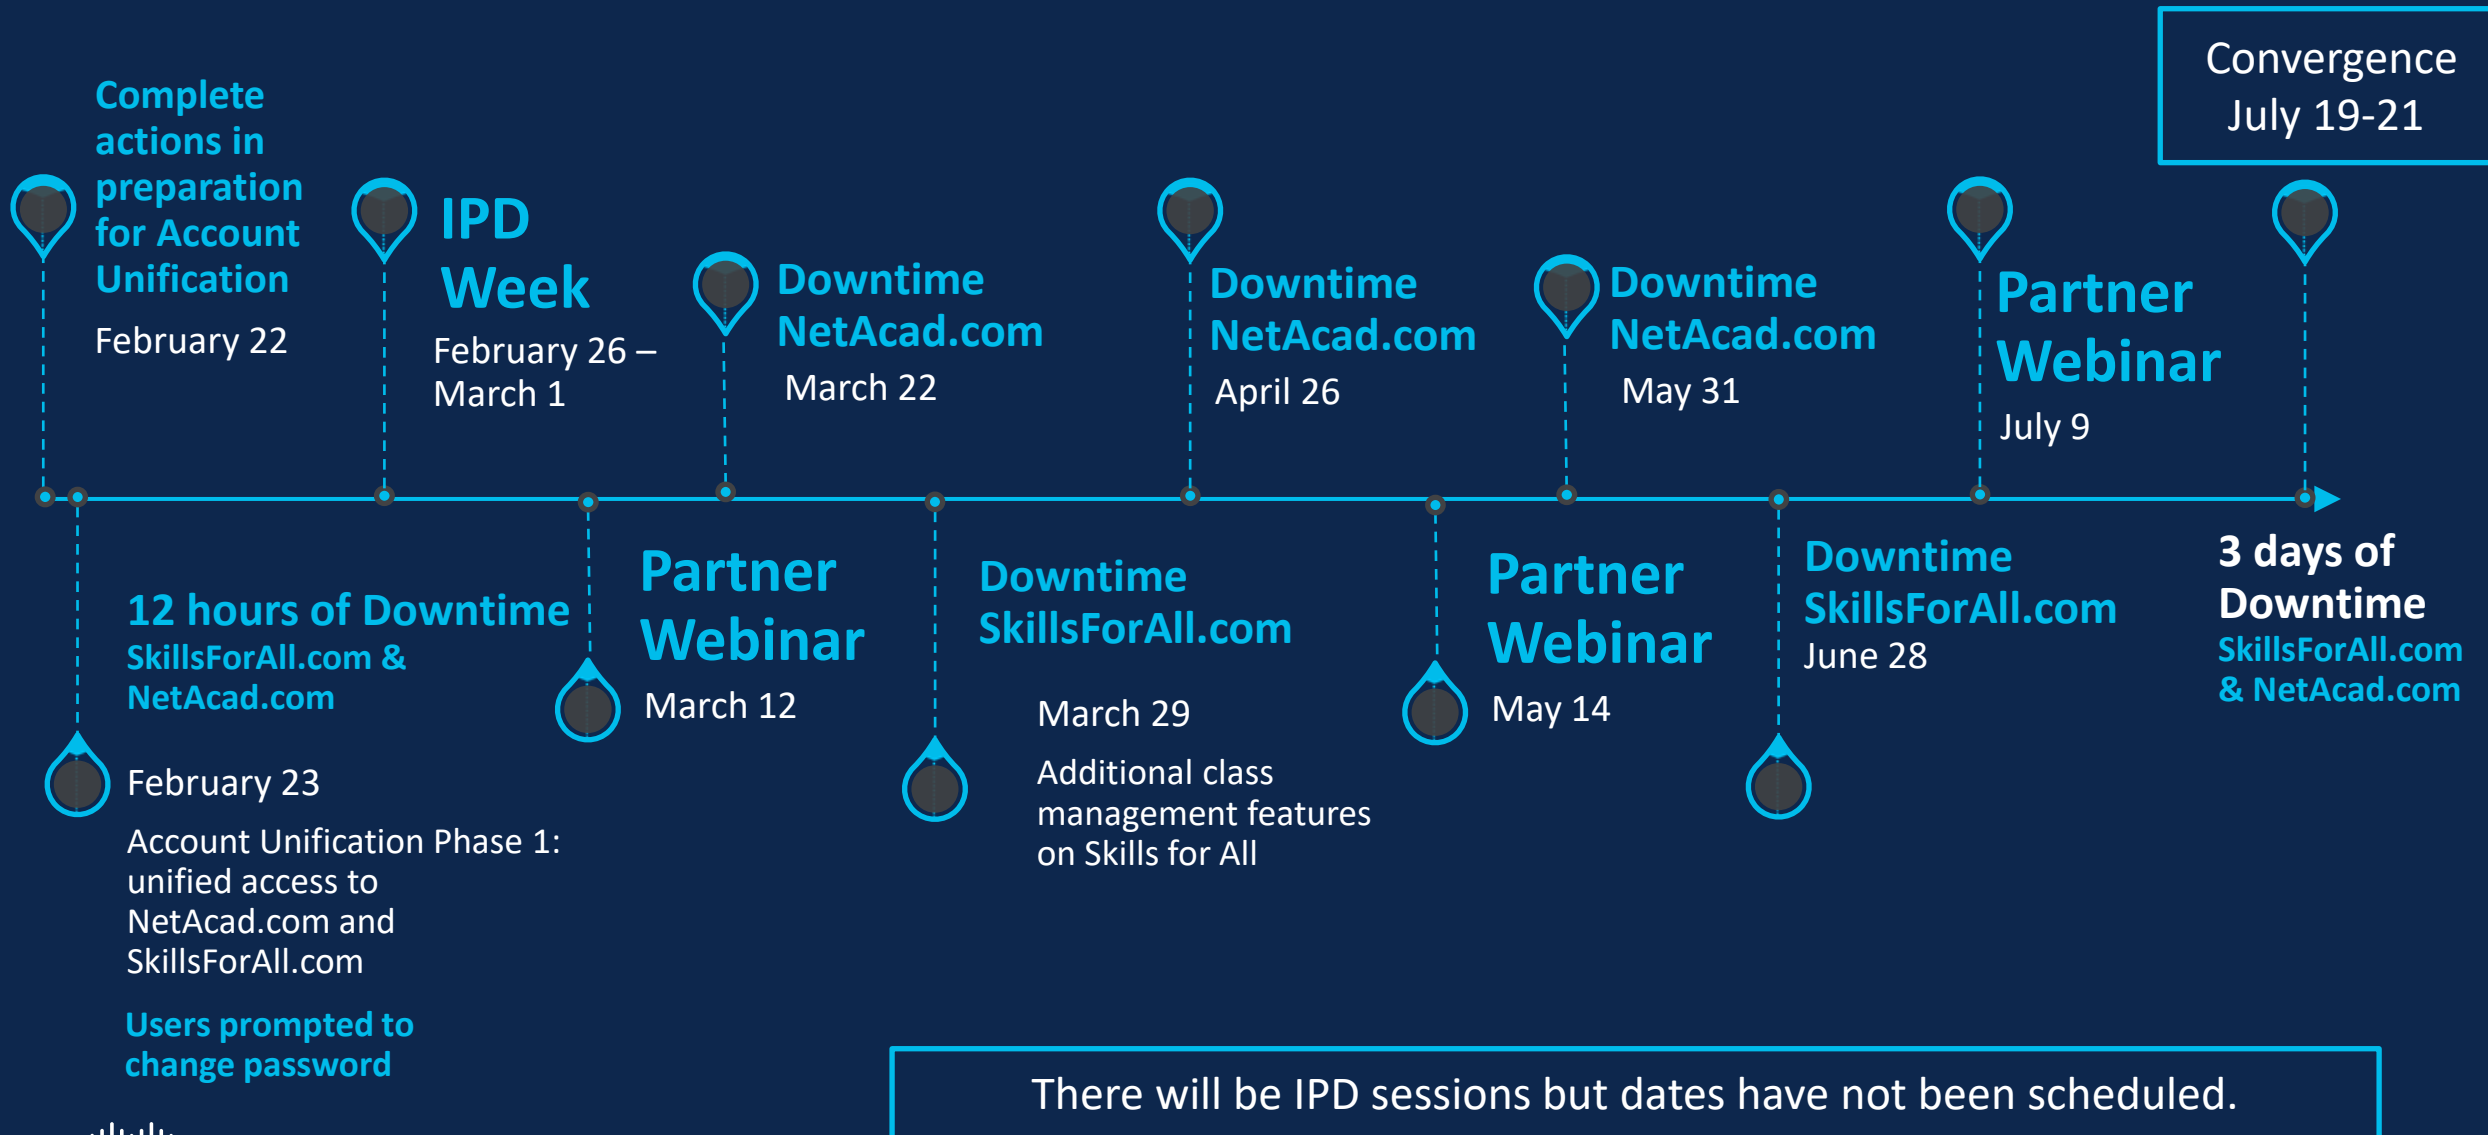 Convergence
July 19-21
Complete
actions in
preparation
for Account
Unification
February 22
IPD
Week
February 26 –
March 1
Downtime
NetAcad.com
March 22
Downtime
NetAcad.com
April 26
Downtime
NetAcad.com
May 31
Partner
Webinar
July 9
12 hours of Downtime
SkillsForAll.com &
NetAcad.com
February 23
Account Unification Phase 1:
unified access to
NetAcad.com and
SkillsForAll.com
Users prompted to
change password
Partner
Webinar
March 12
Downtime
SkillsForAll.com
March 29
Additional class
management features
on Skills for All
Partner
Webinar
May 14
Downtime
SkillsForAll.com
June 28
3 days of
Downtime
SkillsForAll.com
& NetAcad.com
There will be IPD sessions but dates have not been scheduled.